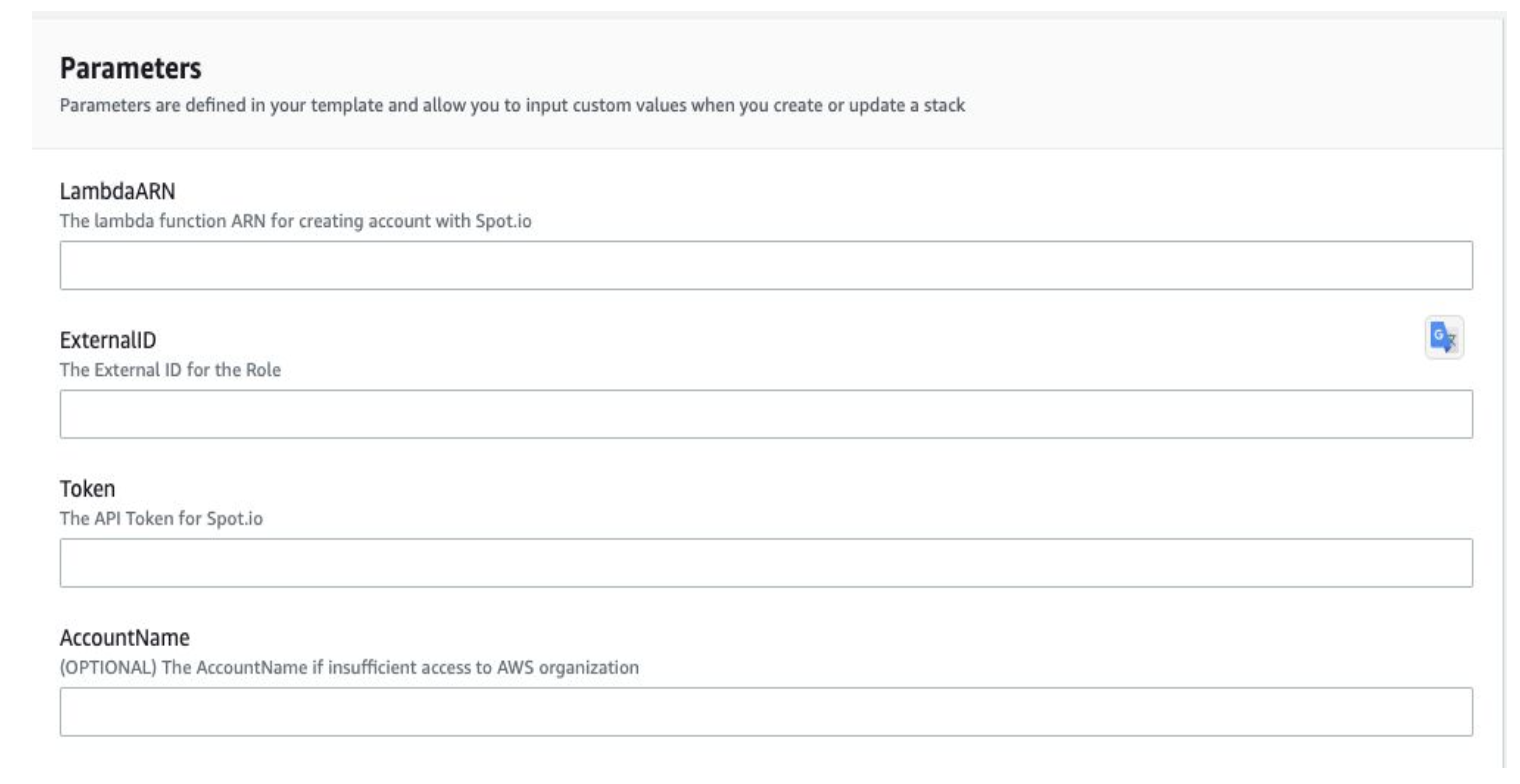 Parameters
Parameters are defined in your template and allow you to input custom values when you create or update a stack
LambdaARN
The lambda function ARN for creating account with Spot.io
ExternalID
The External ID for the Role
Token
The API Token for Spot.io
AccountName
(OPTIONAL) The AccountName if insufficient access to AWS organization